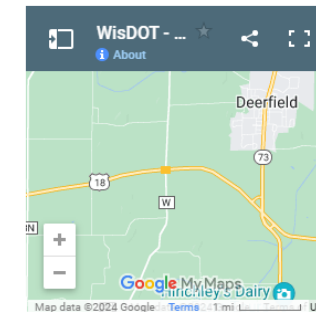 WisDOT - ...
About
Deerfield
73
18
W
+
−
Google My Maps
Hinchley's Dairy
Map data ©2024 Google Terms 1 mi